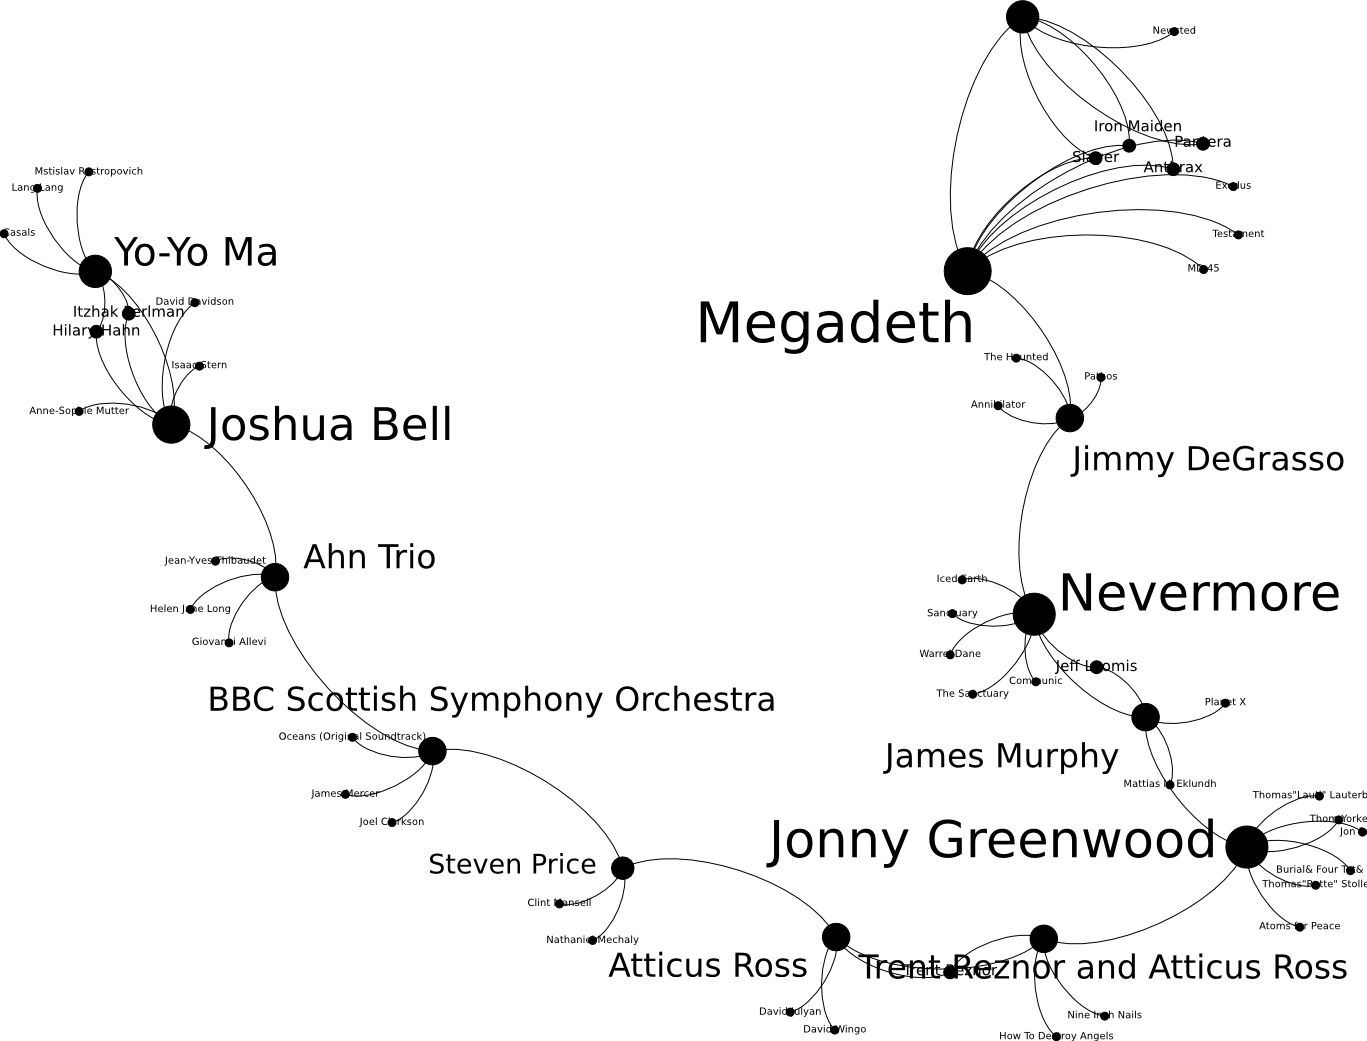 Newsted
Iron Maiden
Pantera
Slayer
Anthrax
Exodus
Testament
MD.45
Megadeth
Mstislav Rostropovich
Lang Lang
Casals
Yo-Yo Ma
David Davidson
Itzhak Perlman
Hilary Hahn
Isaac Stern
Anne-Sophie Mutter
Joshua Bell
The Haunted
Pathos
Annihilator
Jimmy DeGrasso
Ahn Trio
Jean-Yves Thibaudet
Helen Jane Long
Giovanni Allevi
Iced Earth
Nevermore
Sanctuary
Warrel Dane
Jeff Loomis
Communic
The Sanctuary
BBC Scottish Symphony Orchestra
Planet X
Oceans (Original Soundtrack)
James Murphy
James Mercer
Joel Clarkson
Mattias IA Eklundh
Thomas"Lauti" Lauterb
Thom Yorke
Jon
Jonny Greenwood
Steven Price
Burial& Four Tet&
Thomas"Ratte" Stolle
Clint Mansell
Nathaniel Mechaly
Atoms for Peace
Atticus Ross
Trent Reznor
Trent Reznor and Atticus Ross
David Julyan
David Wingo
Nine Inch Nails
How To Destroy Angels